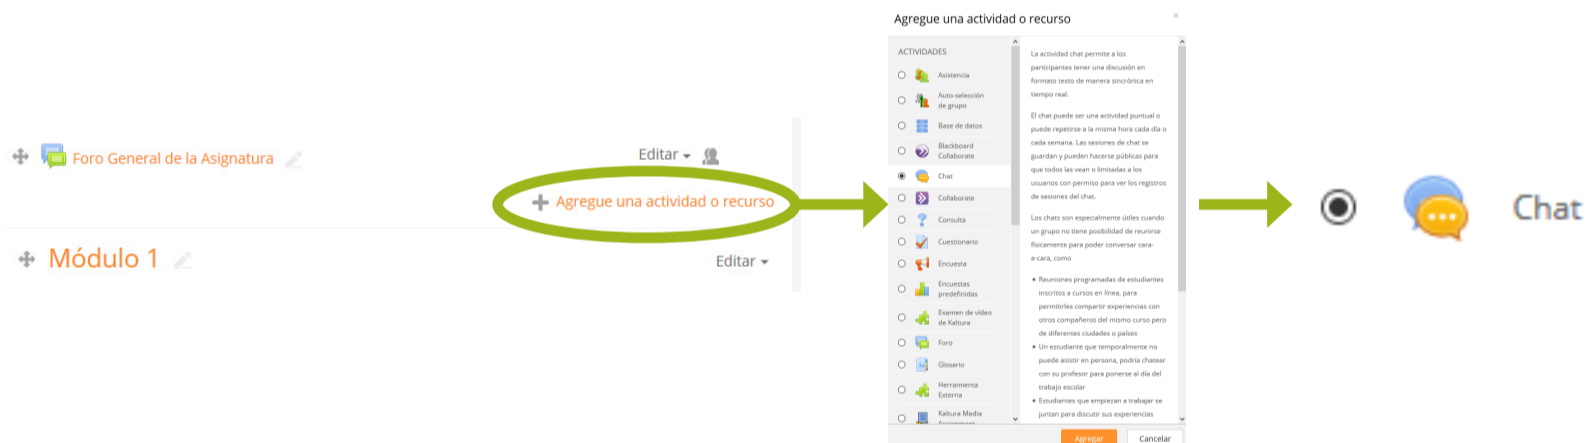 Foro General de la Asignatura
Editar
Agregue una actividad o recurso
Módulo 1
Editar
Agregue una actividad o recurso
×
ACTIVIDADES
Asistencia
Auto-selección
de grupo
Base de datos
Blackboard
Collaborate
Chat
Collaborate
Consulta
Cuestionario
Encuesta
Encuestas
predefinidas
Examen de vídeo
de Kaltura
Foro
Glosario
Herramienta
Externa
Kaltura Media
Assignment
La actividad chat permite a los
participantes tener una discusión en
formato texto de manera sincrónica en
tiempo real.
El chat puede ser una actividad puntual o
puede repetirse a la misma hora cada día o
cada semana. Las sesiones de chat se
guardan y pueden hacerse públicas para
que todos las vean o limitadas a los
usuarios con permiso para ver los registros
de sesiones del chat.
Los chats son especialmente útiles cuando
un grupo no tiene posibilidad de reunirse
físicamente para poder conversar cara-
a-cara, como
• Reuniones programadas de estudiantes
inscritos a cursos en línea, para
permitirles compartir experiencias con
otros compañeros del mismo curso pero
de diferentes ciudades o países
• Un estudiante que temporalmente no
puede asistir en persona, podría chatear
con su profesor para ponerse al día del
trabajo escolar
• Estudiantes que empiezan a trabajar se
juntan para discutir sus experiencias
Agregar
Cancelar
Chat